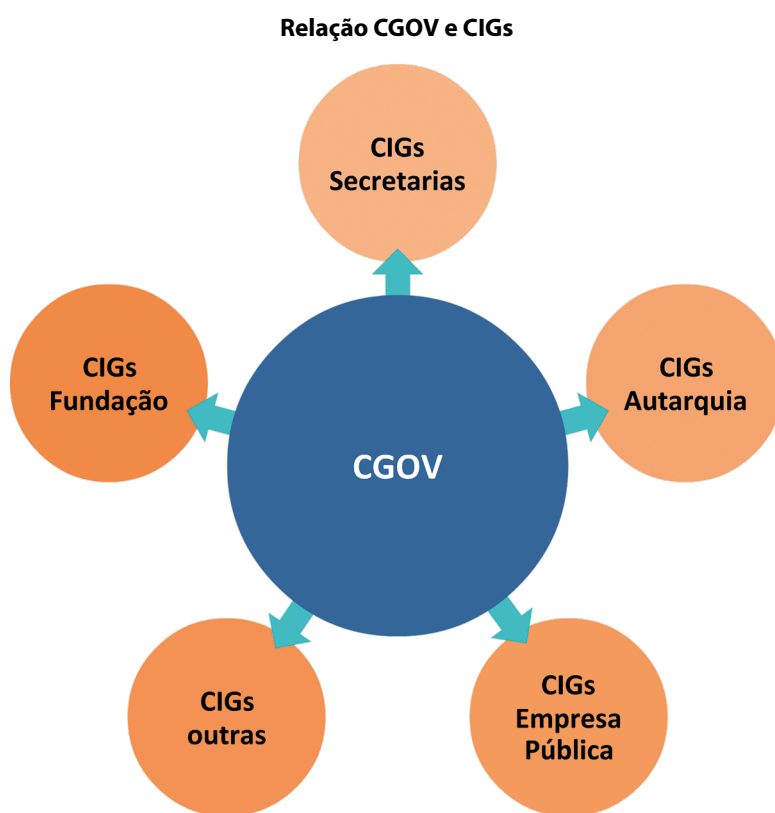 Relação CGOV e CIGs
CIGs
Secretarias
CIGs
Fundação
CIGs
Autarquia
CGOV
CIGs
outras
CIGs
Empresa
Pública